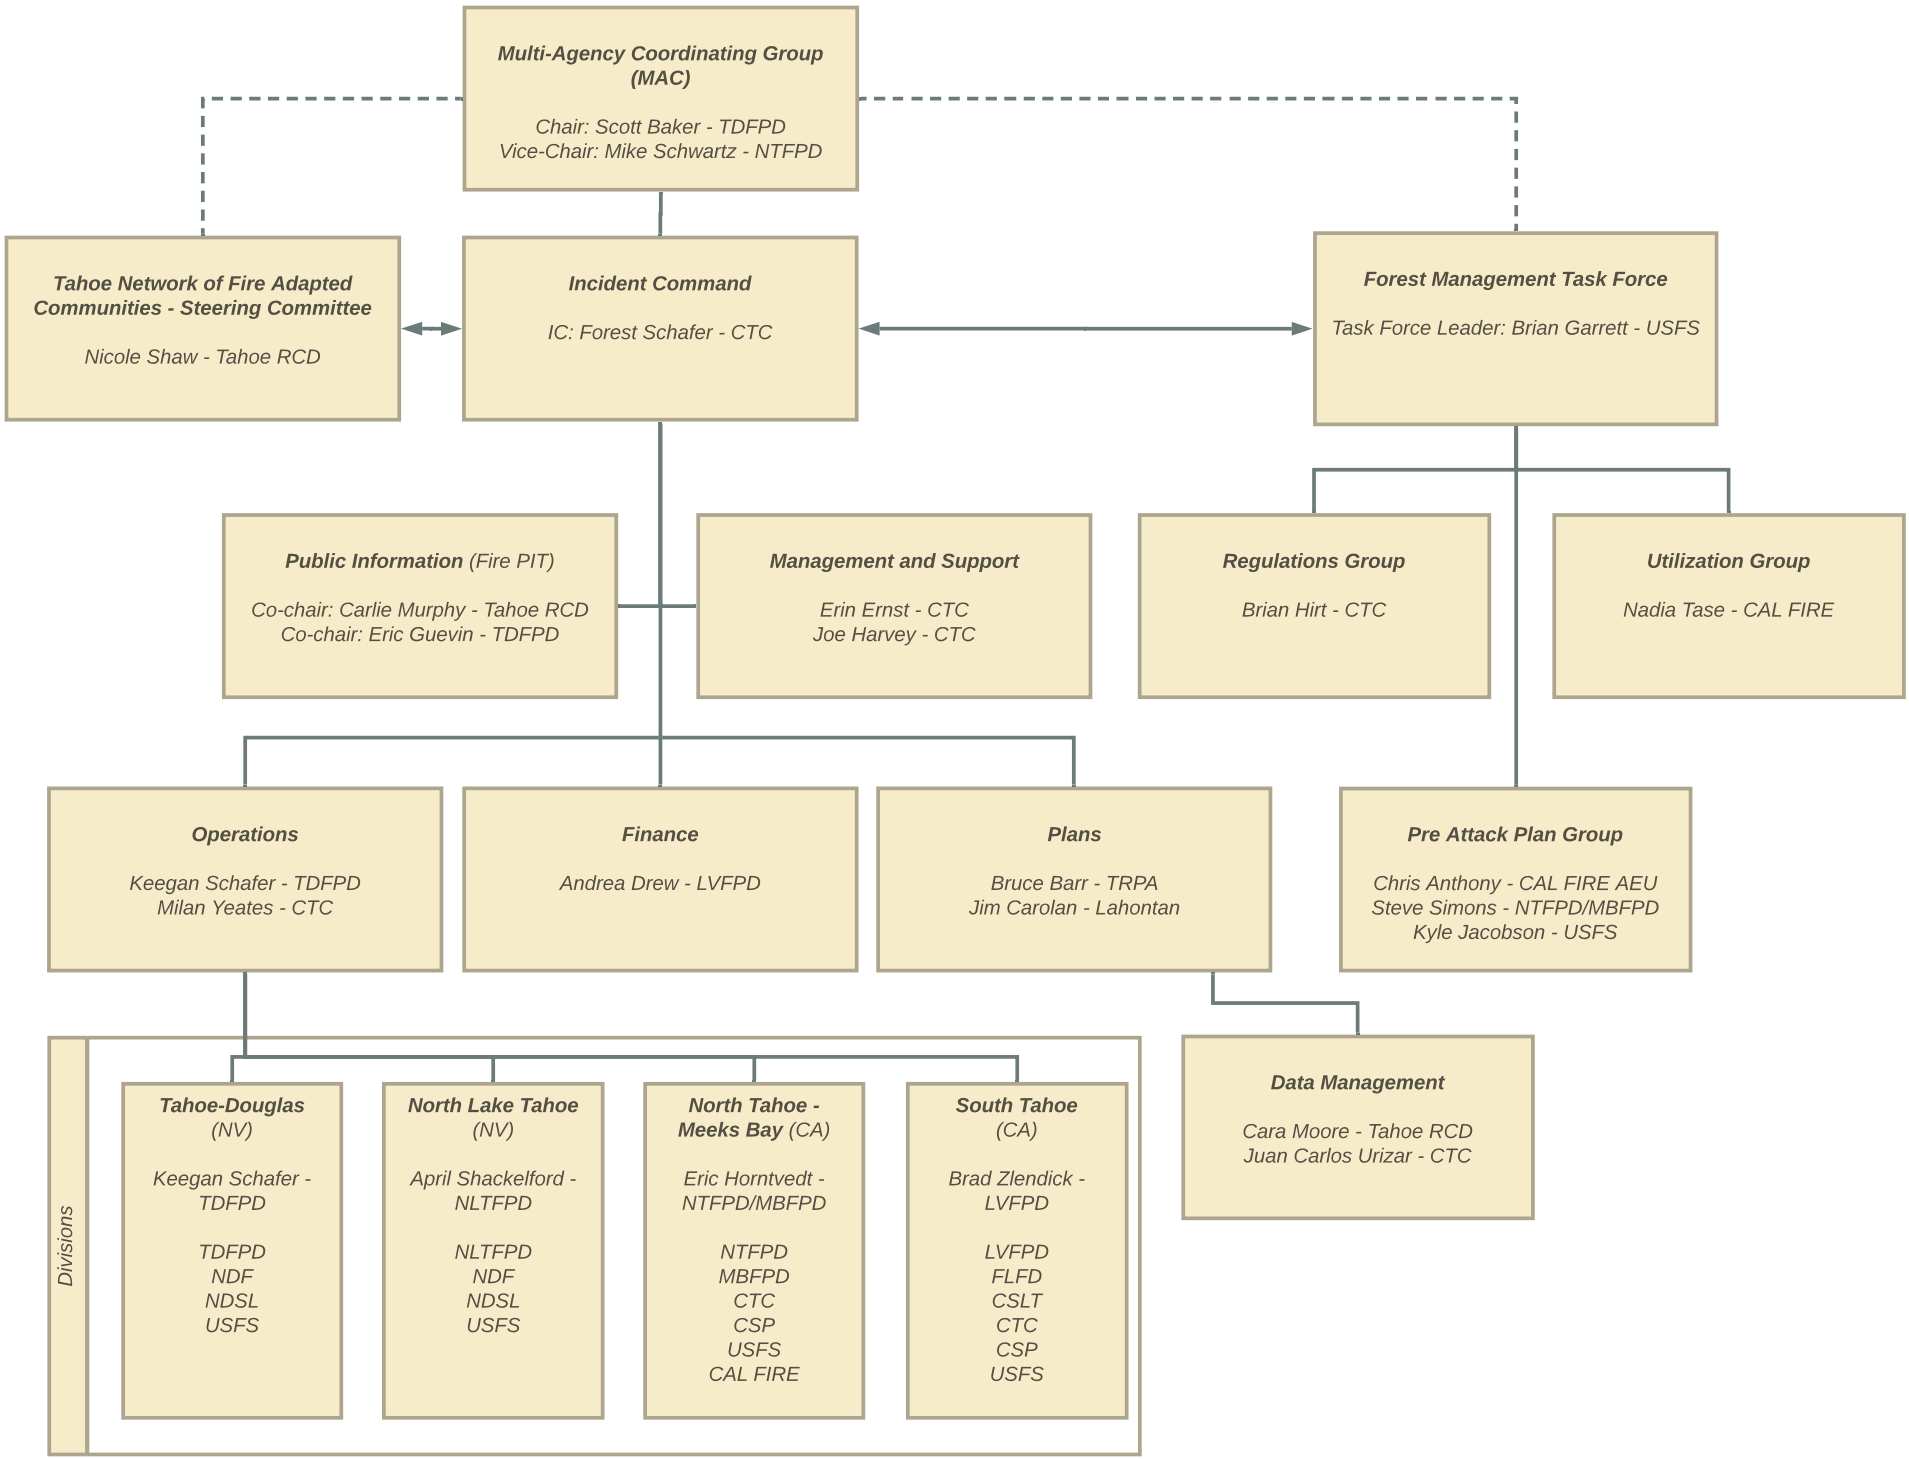 Multi-Agency Coordinating Group
(MAC)
Chair: Scott Baker - TDFPD
Vice-Chair: Mike Schwartz - NTFPD
Tahoe Network of Fire Adapted
Communities - Steering Committee
Nicole Shaw - Tahoe RCD
Incident Command
IC: Forest Schafer - CTC
Forest Management Task Force
Task Force Leader: Brian Garrett - USFS
Public Information (Fire PIT)
Co-chair: Carlie Murphy - Tahoe RCD
Co-chair: Eric Guevin - TDFPD
Management and Support
Erin Ernst - CTC
Joe Harvey - CTC
Regulations Group
Brian Hirt - CTC
Utilization Group
Nadia Tase - CAL FIRE
Operations
Keegan Schafer - TDFPD
Milan Yeates - CTC
Finance
Andrea Drew - LVFPD
Plans
Bruce Barr - TRPA
Jim Carolan - Lahontan
Pre Attack Plan Group
Chris Anthony - CAL FIRE AEU
Steve Simons - NTFPD/MBFPD
Kyle Jacobson - USFS
Divisions
Tahoe-Douglas
(NV)
Keegan Schafer -
TDFPD
TDFPD
NDF
NDSL
USFS
North Lake Tahoe
(NV)
April Shackelford -
NLTFPD
NLTFPD
NDF
NDSL
USFS
North Tahoe -
Meeks Bay (CA)
Eric Horntvedt -
NTFPD/MBFPD
NTFPD
MBFPD
CTC
CSP
USFS
CAL FIRE
South Tahoe
(CA)
Brad Zlendick -
LVFPD
LVFPD
FLFD
CSLT
CTC
CSP
USFS
Data Management
Cara Moore - Tahoe RCD
Juan Carlos Urizar - CTC